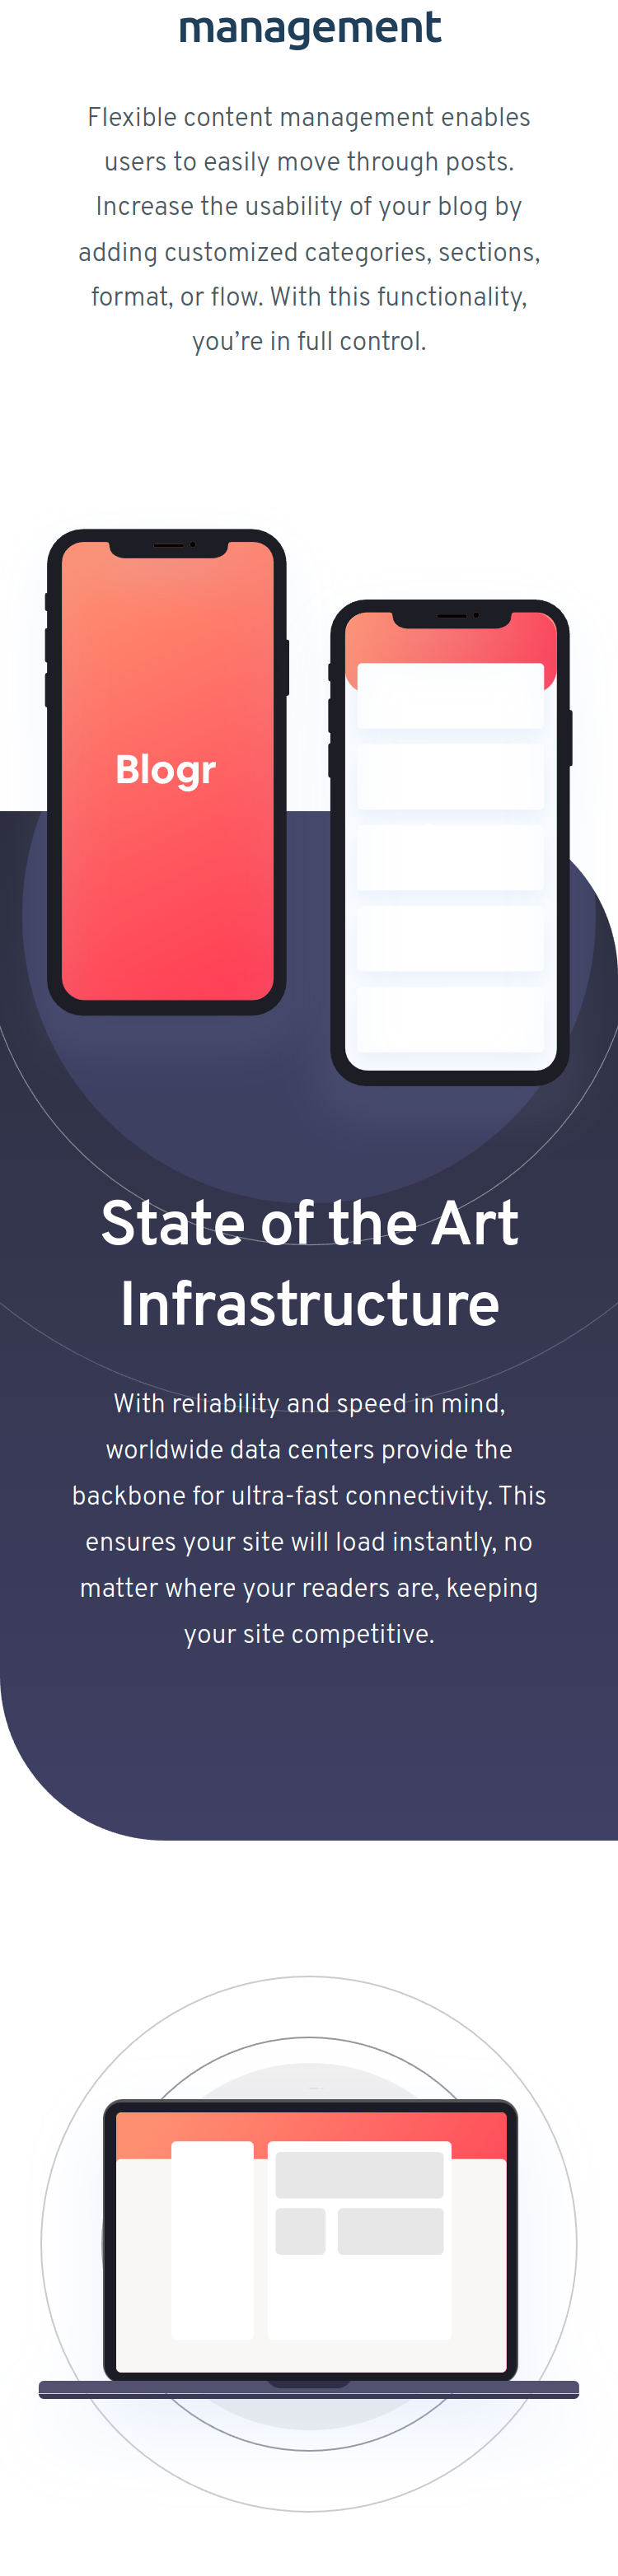 management
Flexible content management enables
users to easily move through posts.
Increase the usability of your blog by
adding customized categories, sections,
format, or flow. With this functionality,
you’re in full control.
Blogr
State of the Art
Infrastructure
With reliability and speed in mind,
worldwide data centers provide the
backbone for ultra-fast connectivity. This
ensures your site will load instantly, no
matter where your readers are, keeping
your site competitive.